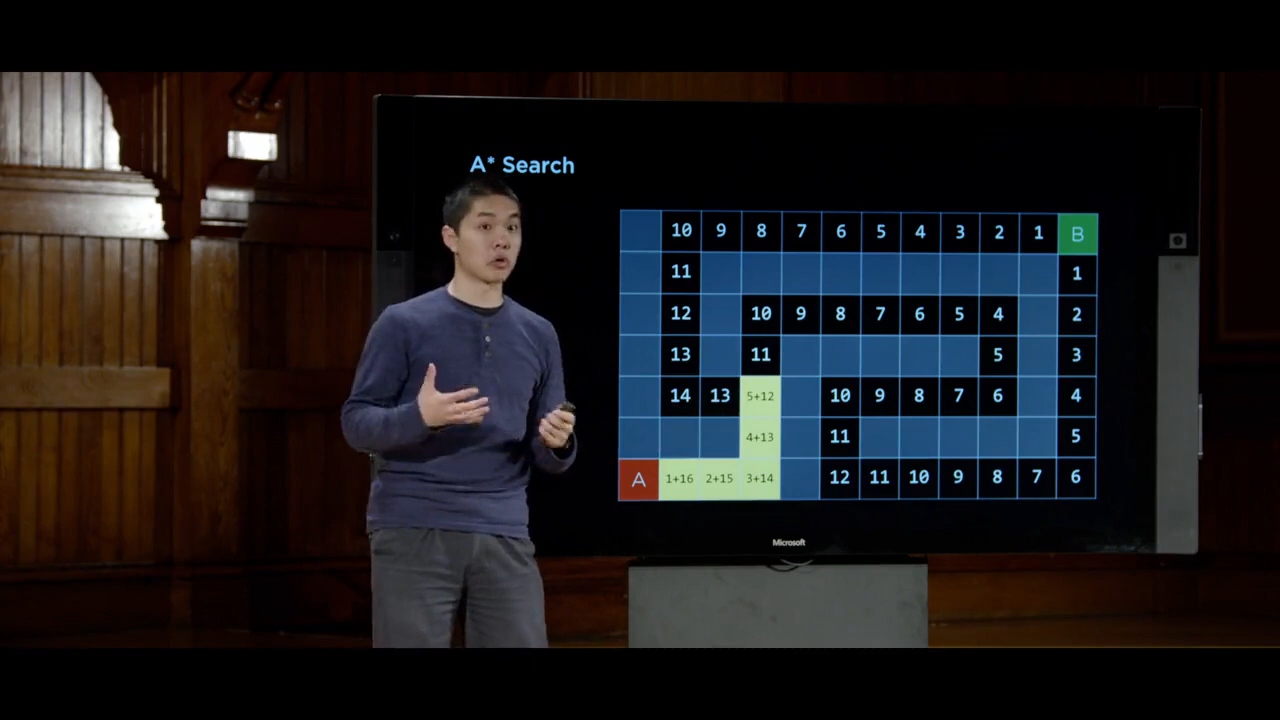 A* Search
10 9 8 7 6 5 4 3 2 1 B
11 1
12 10 9 8 7 6 5 4 2
13 11 5 3
14 13 5+12 10 9 8 7 6 4
4+13 11 5
A 1+16 2+15 3+14 12 11 10 9 8 7 6
Microsoft